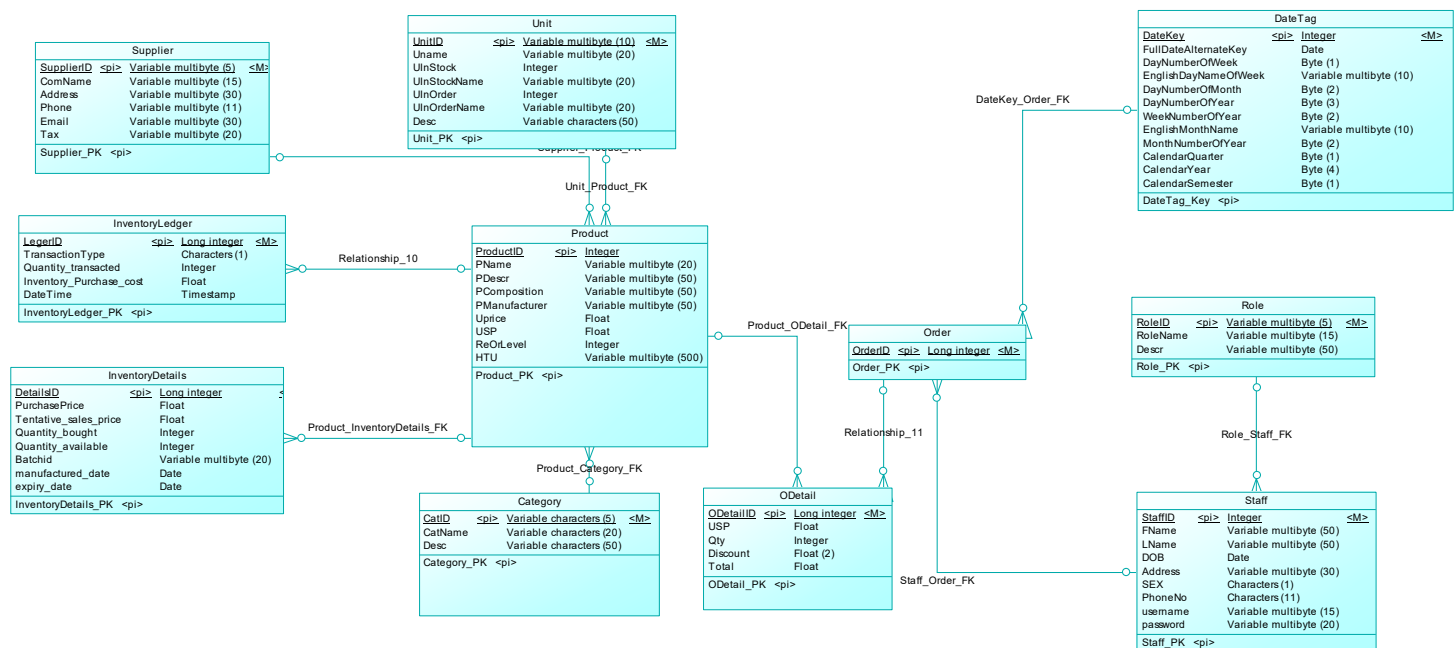 Supplier
SupplierID <pi> Variable multibyte (5) <M>
ComName Variable multibyte (15)
Address Variable multibyte (30)
Phone Variable multibyte (11)
Email Variable multibyte (30)
Tax Variable multibyte (20)
Supplier_PK <pi>
Unit
UnitID <pi> Variable multibyte (10) <M>
Uname Variable multibyte (20)
UInStock Integer
UInStockName Variable multibyte (20)
UInOrder Integer
UInOrderName Variable multibyte (20)
Desc Variable characters (50)
Unit_PK <pi>
DateTag
DateKey <pi> Integer <M>
FullDateAlternateKey Date
DayNumberOfWeek Byte (1)
EnglishDayNameOfWeek Variable multibyte (10)
DayNumberOfMonth Byte (2)
DayNumberOfYear Byte (3)
WeekNumberOfYear Byte (2)
EnglishMonthName Variable multibyte (10)
MonthNumberOfYear Byte (2)
CalendarQuarter Byte (1)
CalendarYear Byte (4)
CalendarSemester Byte (1)
DateTag_Key <pi>
DateKey_Order_FK
Supplier_Product_FK
Unit_Product_FK
InventoryLedger
LegerID <pi> Long integer <M>
TransactionType Characters (1)
Quantity_transacted Integer
Inventory_Purchase_cost Float
DateTime Timestamp
InventoryLedger_PK <pi>
Relationship_10
Product
ProductID <pi> Integer
PName Variable multibyte (20)
PDescr Variable multibyte (50)
PComposition Variable multibyte (50)
PManufacturer Variable multibyte (50)
Uprice Float
USP Float
ReOrLevel Integer
HTU Variable multibyte (500)
Product_PK <pi>
Product_ODetail_FK
Order
OrderID <pi> Long integer <M>
Order_PK <pi>
Role
RoleID <pi> Variable multibyte (5) <M>
RoleName Variable multibyte (15)
Descr Variable multibyte (50)
Role_PK <pi>
InventoryDetails
DetailsID <pi> Long integer <
PurchasePrice Float
Tentative_sales_price Float
Quantity_bought Integer
Quantity_available Integer
Batchid Variable multibyte (20)
manufactured_date Date
expiry_date Date
InventoryDetails_PK <pi>
Product_InventoryDetails_FK
Relationship_11
Role_Staff_FK
Product_Category_FK
Category
CatID <pi> Variable characters (5) <M>
CatName Variable characters (20)
Desc Variable characters (50)
Category_PK <pi>
ODetail
ODetailID <pi> Long integer <M>
USP Float
Qty Integer
Discount Float (2)
Total Float
ODetail_PK <pi>
Staff_Order_FK
Staff
StaffID <pi> Integer <M>
FName Variable multibyte (50)
LName Variable multibyte (50)
DOB Date
Address Variable multibyte (30)
SEX Characters (1)
PhoneNo Characters (11)
username Variable multibyte (15)
password Variable multibyte (20)
Staff_PK <pi>